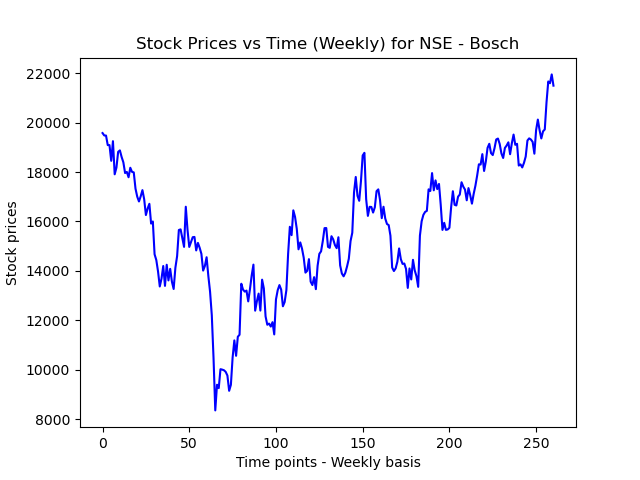 Stock Prices vs Time (Weekly) for NSE - Bosch
22000
20000
18000
16000
14000
12000
10000
8000
Stock prices
0 50 100 150 200 250
Time points - Weekly basis